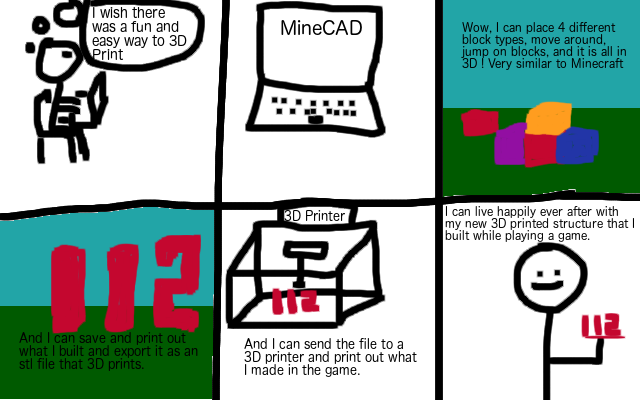 I wish there
was a fun and
easy way to 3D
Print
MineCAD
Wow, I can place 4 different
block types, move around,
jump on blocks, and it is all in
3D ! Very similar to Minecraft
112
And I can save and print out
what I built and export it as an
stl file that 3D prints.
3D Printer
112
And I can send the file to a
3D printer and print out what
I made in the game.
I can live happily ever after with
my new 3D printed structure that I
built while playing a game.
112